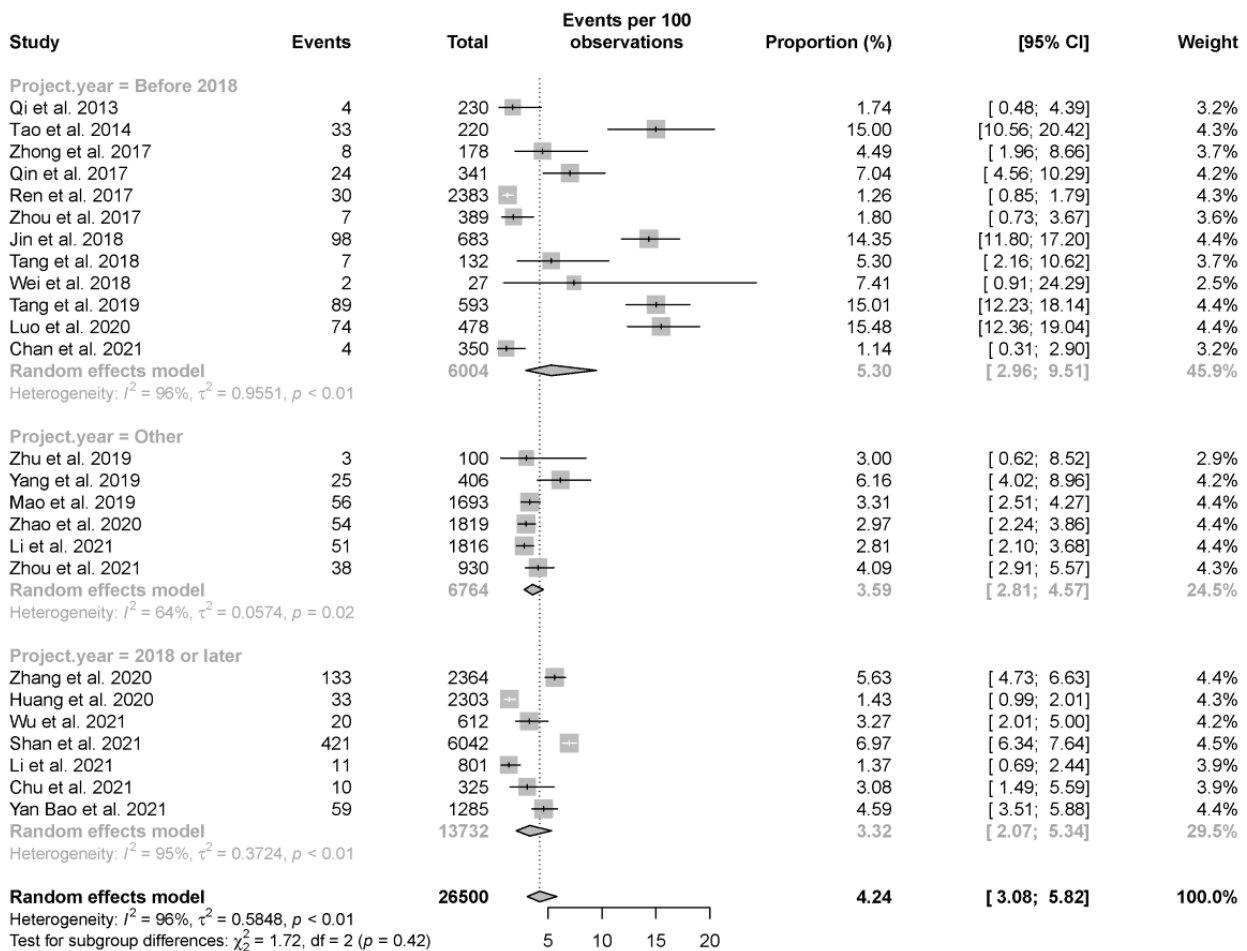 Events per 100
Study Events Total observations Proportion (%) [95% CI] Weight
Project.year = Before 2018
Qi et al. 2013 4 230 1.74 [ 0.48; 4.39] 3.2%
Tao et al. 2014 33 220 15.00 [10.56; 20.42] 4.3%
Zhong et al. 2017 8 178 4.49 [ 1.96; 8.66] 3.7%
Qin et al. 2017 24 341 7.04 [ 4.56; 10.29] 4.2%
Ren et al. 2017 30 2383 1.26 [ 0.85; 1.79] 4.3%
Zhou et al. 2017 7 389 1.80 [ 0.73; 3.67] 3.6%
Jin et al. 2018 98 683 14.35 [11.80; 17.20] 4.4%
Tang et al. 2018 7 132 5.30 [ 2.16; 10.62] 3.7%
Wei et al. 2018 2 27 7.41 [ 0.91; 24.29] 2.5%
Tang et al. 2019 89 593 15.01 [12.23; 18.14] 4.4%
Luo et al. 2020 74 478 15.48 [12.36; 19.04] 4.4%
Chan et al. 2021 4 350 1.14 [ 0.31; 2.90] 3.2%
Random effects model 6004 5.30 [ 2.96; 9.51] 45.9%
Heterogeneity: I² = 96%, τ² = 0.9551, p < 0.01
Project.year = Other
Zhu et al. 2019 3 100 3.00 [ 0.62; 8.52] 2.9%
Yang et al. 2019 25 406 6.16 [ 4.02; 8.96] 4.2%
Mao et al. 2019 56 1693 3.31 [ 2.51; 4.27] 4.4%
Zhao et al. 2020 54 1819 2.97 [ 2.24; 3.86] 4.4%
Li et al. 2021 51 1816 2.81 [ 2.10; 3.68] 4.4%
Zhou et al. 2021 38 930 4.09 [ 2.91; 5.57] 4.3%
Random effects model 6764 3.59 [ 2.81; 4.57] 24.5%
Heterogeneity: I² = 64%, τ² = 0.0574, p = 0.02
Project.year = 2018 or later
Zhang et al. 2020 133 2364 5.63 [ 4.73; 6.63] 4.4%
Huang et al. 2020 33 2303 1.43 [ 0.99; 2.01] 4.3%
Wu et al. 2021 20 612 3.27 [ 2.01; 5.00] 4.2%
Shan et al. 2021 421 6042 6.97 [ 6.34; 7.64] 4.5%
Li et al. 2021 11 801 1.37 [ 0.69; 2.44] 3.9%
Chu et al. 2021 10 325 3.08 [ 1.49; 5.59] 3.9%
Yan Bao et al. 2021 59 1285 4.59 [ 3.51; 5.88] 4.4%
Random effects model 13732 3.32 [ 2.07; 5.34] 29.5%
Heterogeneity: I² = 95%, τ² = 0.3724, p < 0.01
Random effects model 26500 4.24 [ 3.08; 5.82] 100.0%
Heterogeneity: I² = 96%, τ² = 0.5848, p < 0.01
Test for subgroup differences: χ²₂ = 1.72, df = 2 (p = 0.42) 5 10 15 20